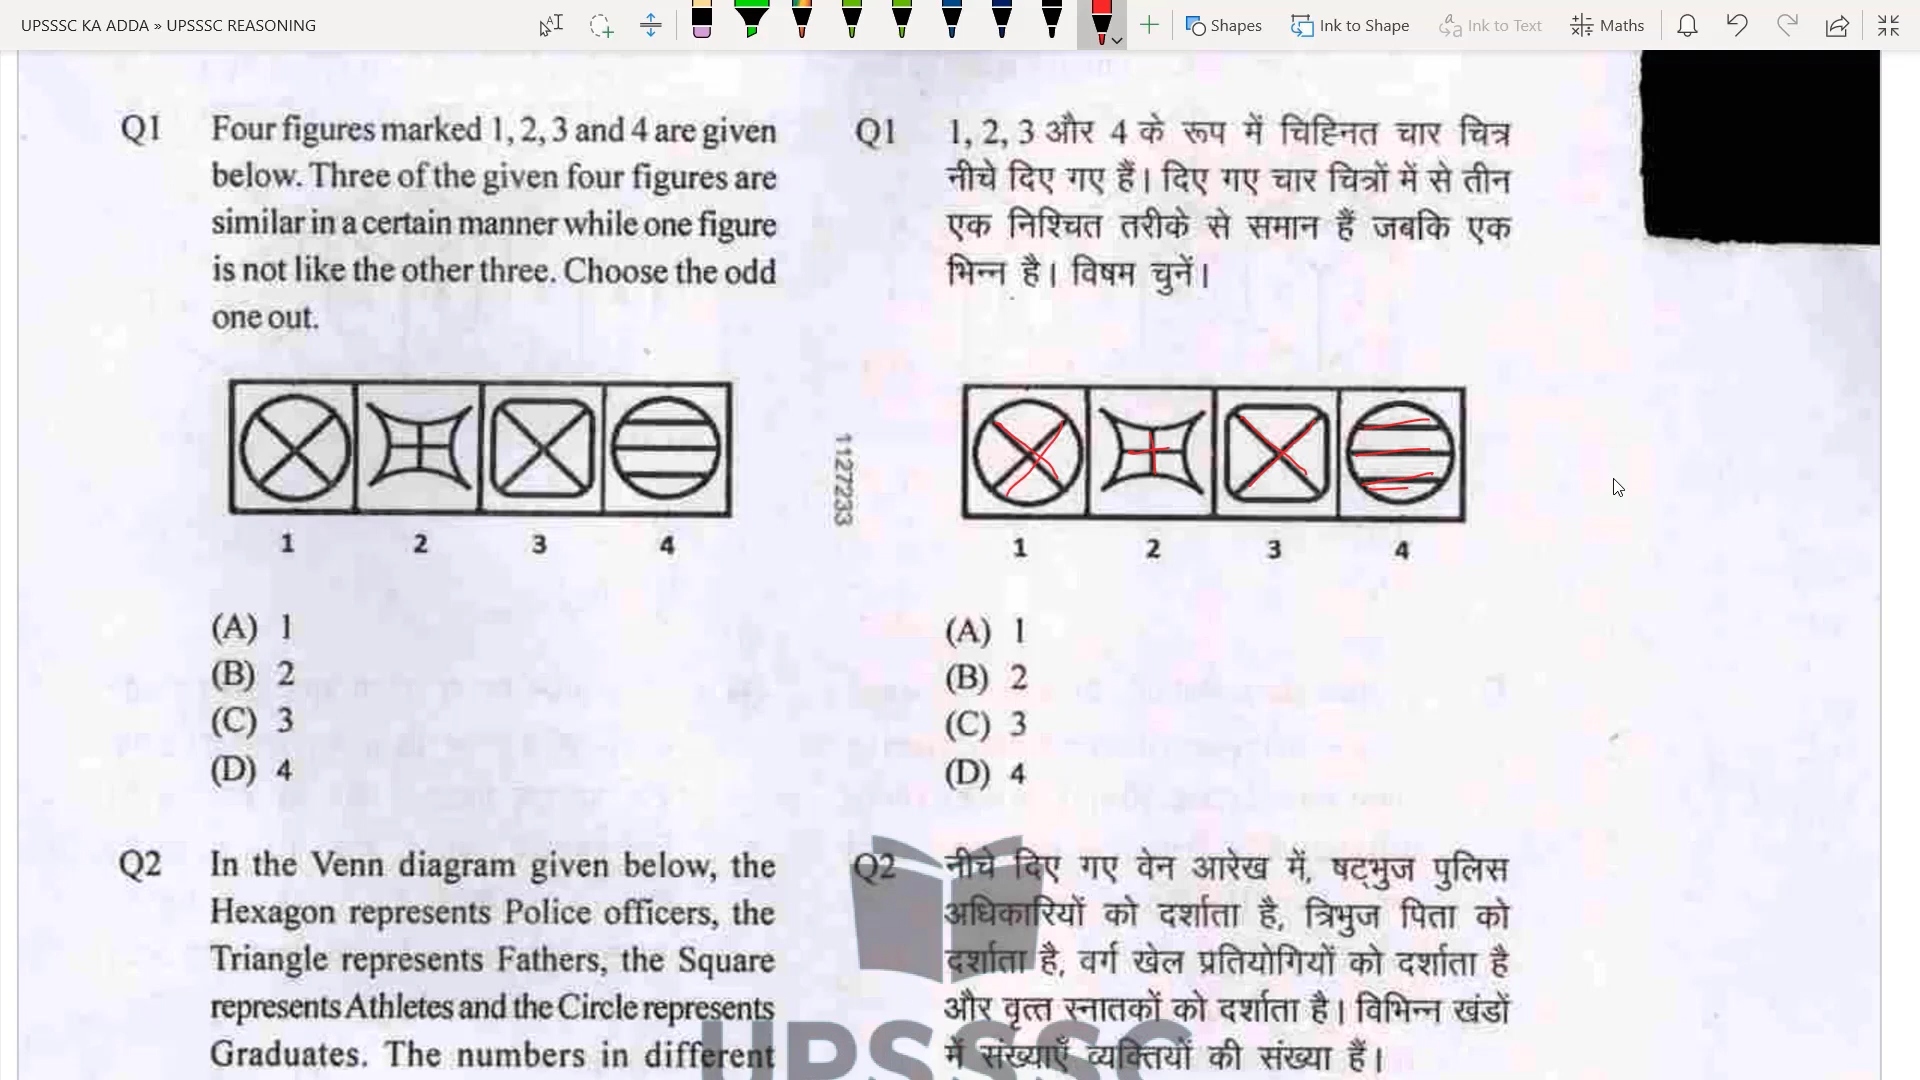 UPSSSC KA ADDA » UPSSSC REASONING
Shapes
Ink to Shape
Ink to Text
Maths
Q1 Four figures marked 1, 2, 3 and 4 are given
below. Three of the given four figures are
similar in a certain manner while one figure
is not like the other three. Choose the odd
one out.
1 2 3 4
(A) 1
(B) 2
(C) 3
(D) 4
Q2 In the Venn diagram given below, the
Hexagon represents Police officers, the
Triangle represents Fathers, the Square
represents Athletes and the Circle represents
Graduates. The numbers in different
1127233
Q1 1, 2, 3 और 4 के रूप में चिह्नित चार चित्र
नीचे दिए गए हैं। दिए गए चार चित्रों में से तीन
एक निश्चित तरीके से समान हैं जबकि एक
भिन्न है। विषम चुनें।
1 2 3 4
(A) 1
(B) 2
(C) 3
(D) 4
Q2 नीचे दिए गए वेन आरेख में, षट्भुज पुलिस
अधिकारियों को दर्शाता है, त्रिभुज पिता को
दर्शाता है, वर्ग खेल प्रतियोगियों को दर्शाता है
और वृत्त स्नातकों को दर्शाता है। विभिन्न खंडों
में संख्याएँ व्यक्तियों की संख्या हैं।
UPSSSC